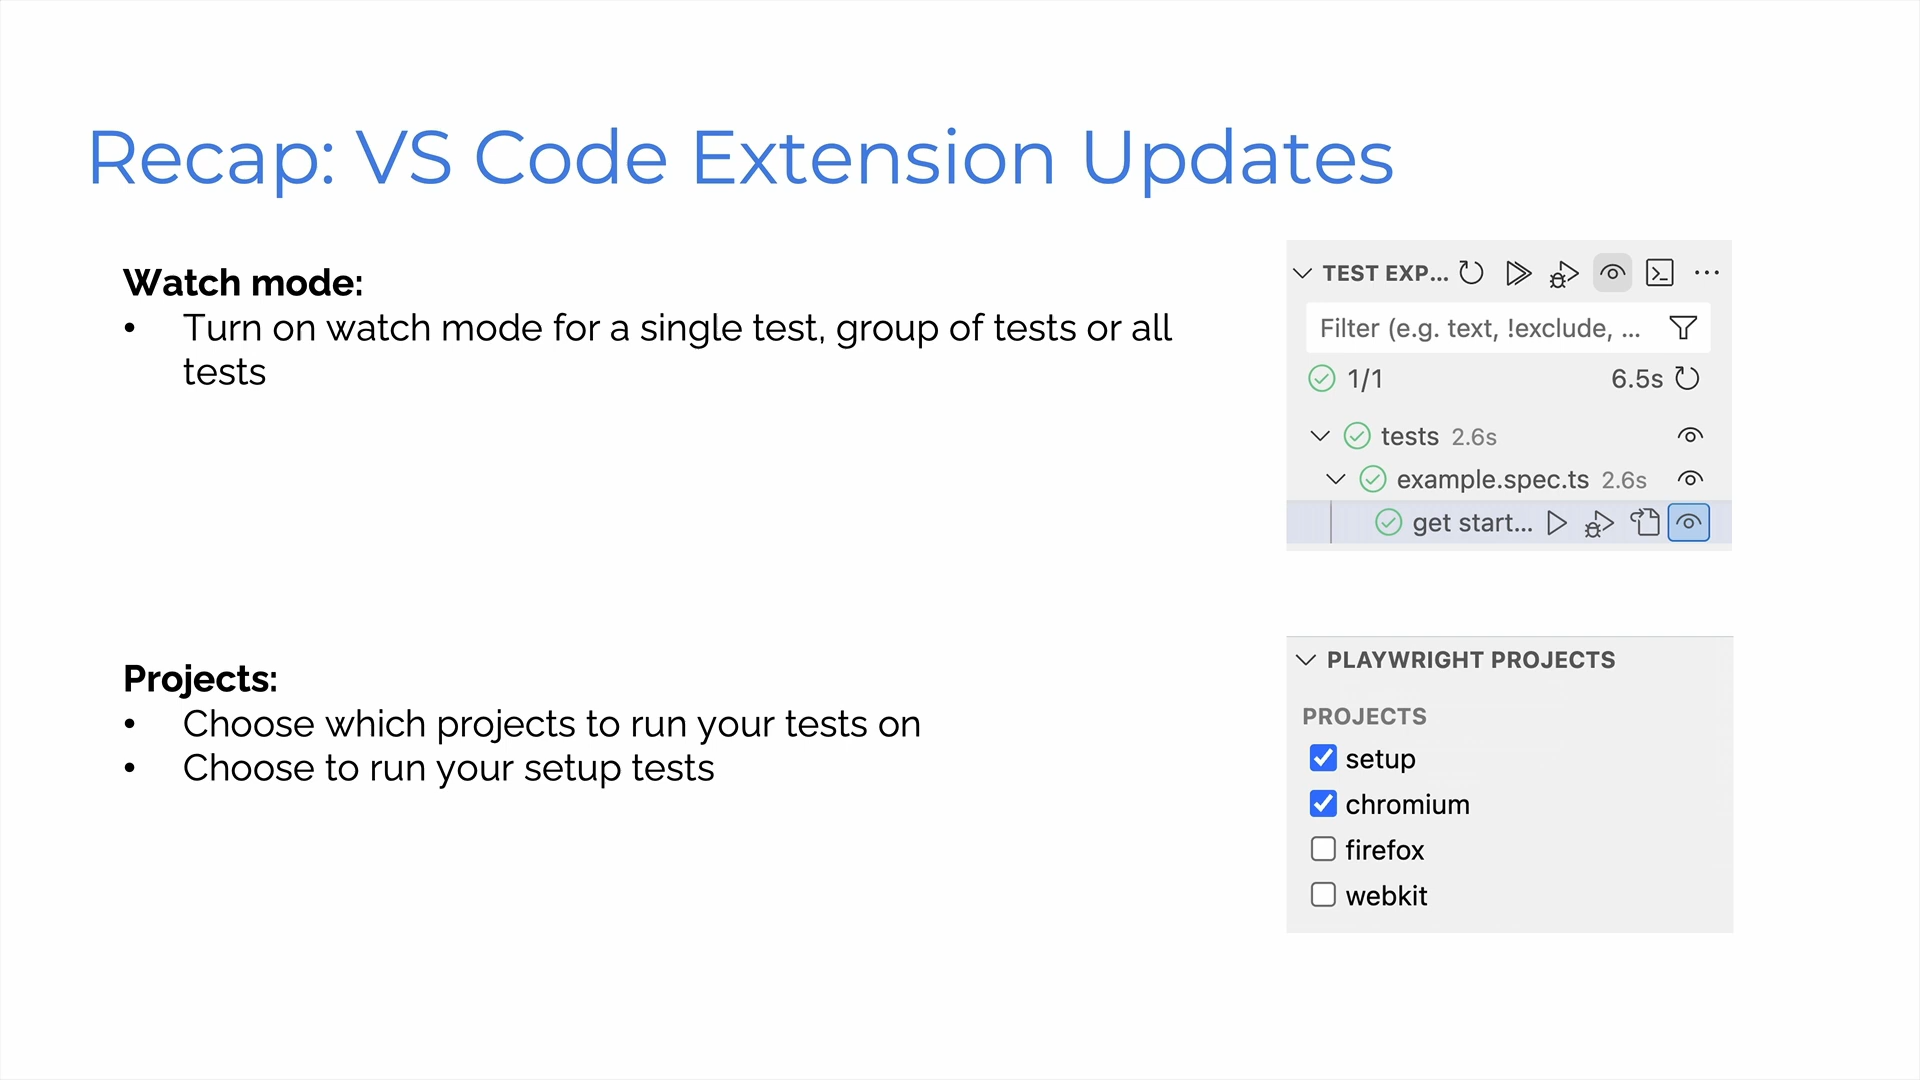 Recap: VS Code Extension Updates
Watch mode:
• Turn on watch mode for a single test, group of tests or all
tests
TEST EXP...
Filter (e.g. text, !exclude, ...
1/1 6.5s
tests 2.6s
example.spec.ts 2.6s
get start...
Projects:
• Choose which projects to run your tests on
• Choose to run your setup tests
PLAYWRIGHT PROJECTS
PROJECTS
setup
chromium
firefox
webkit